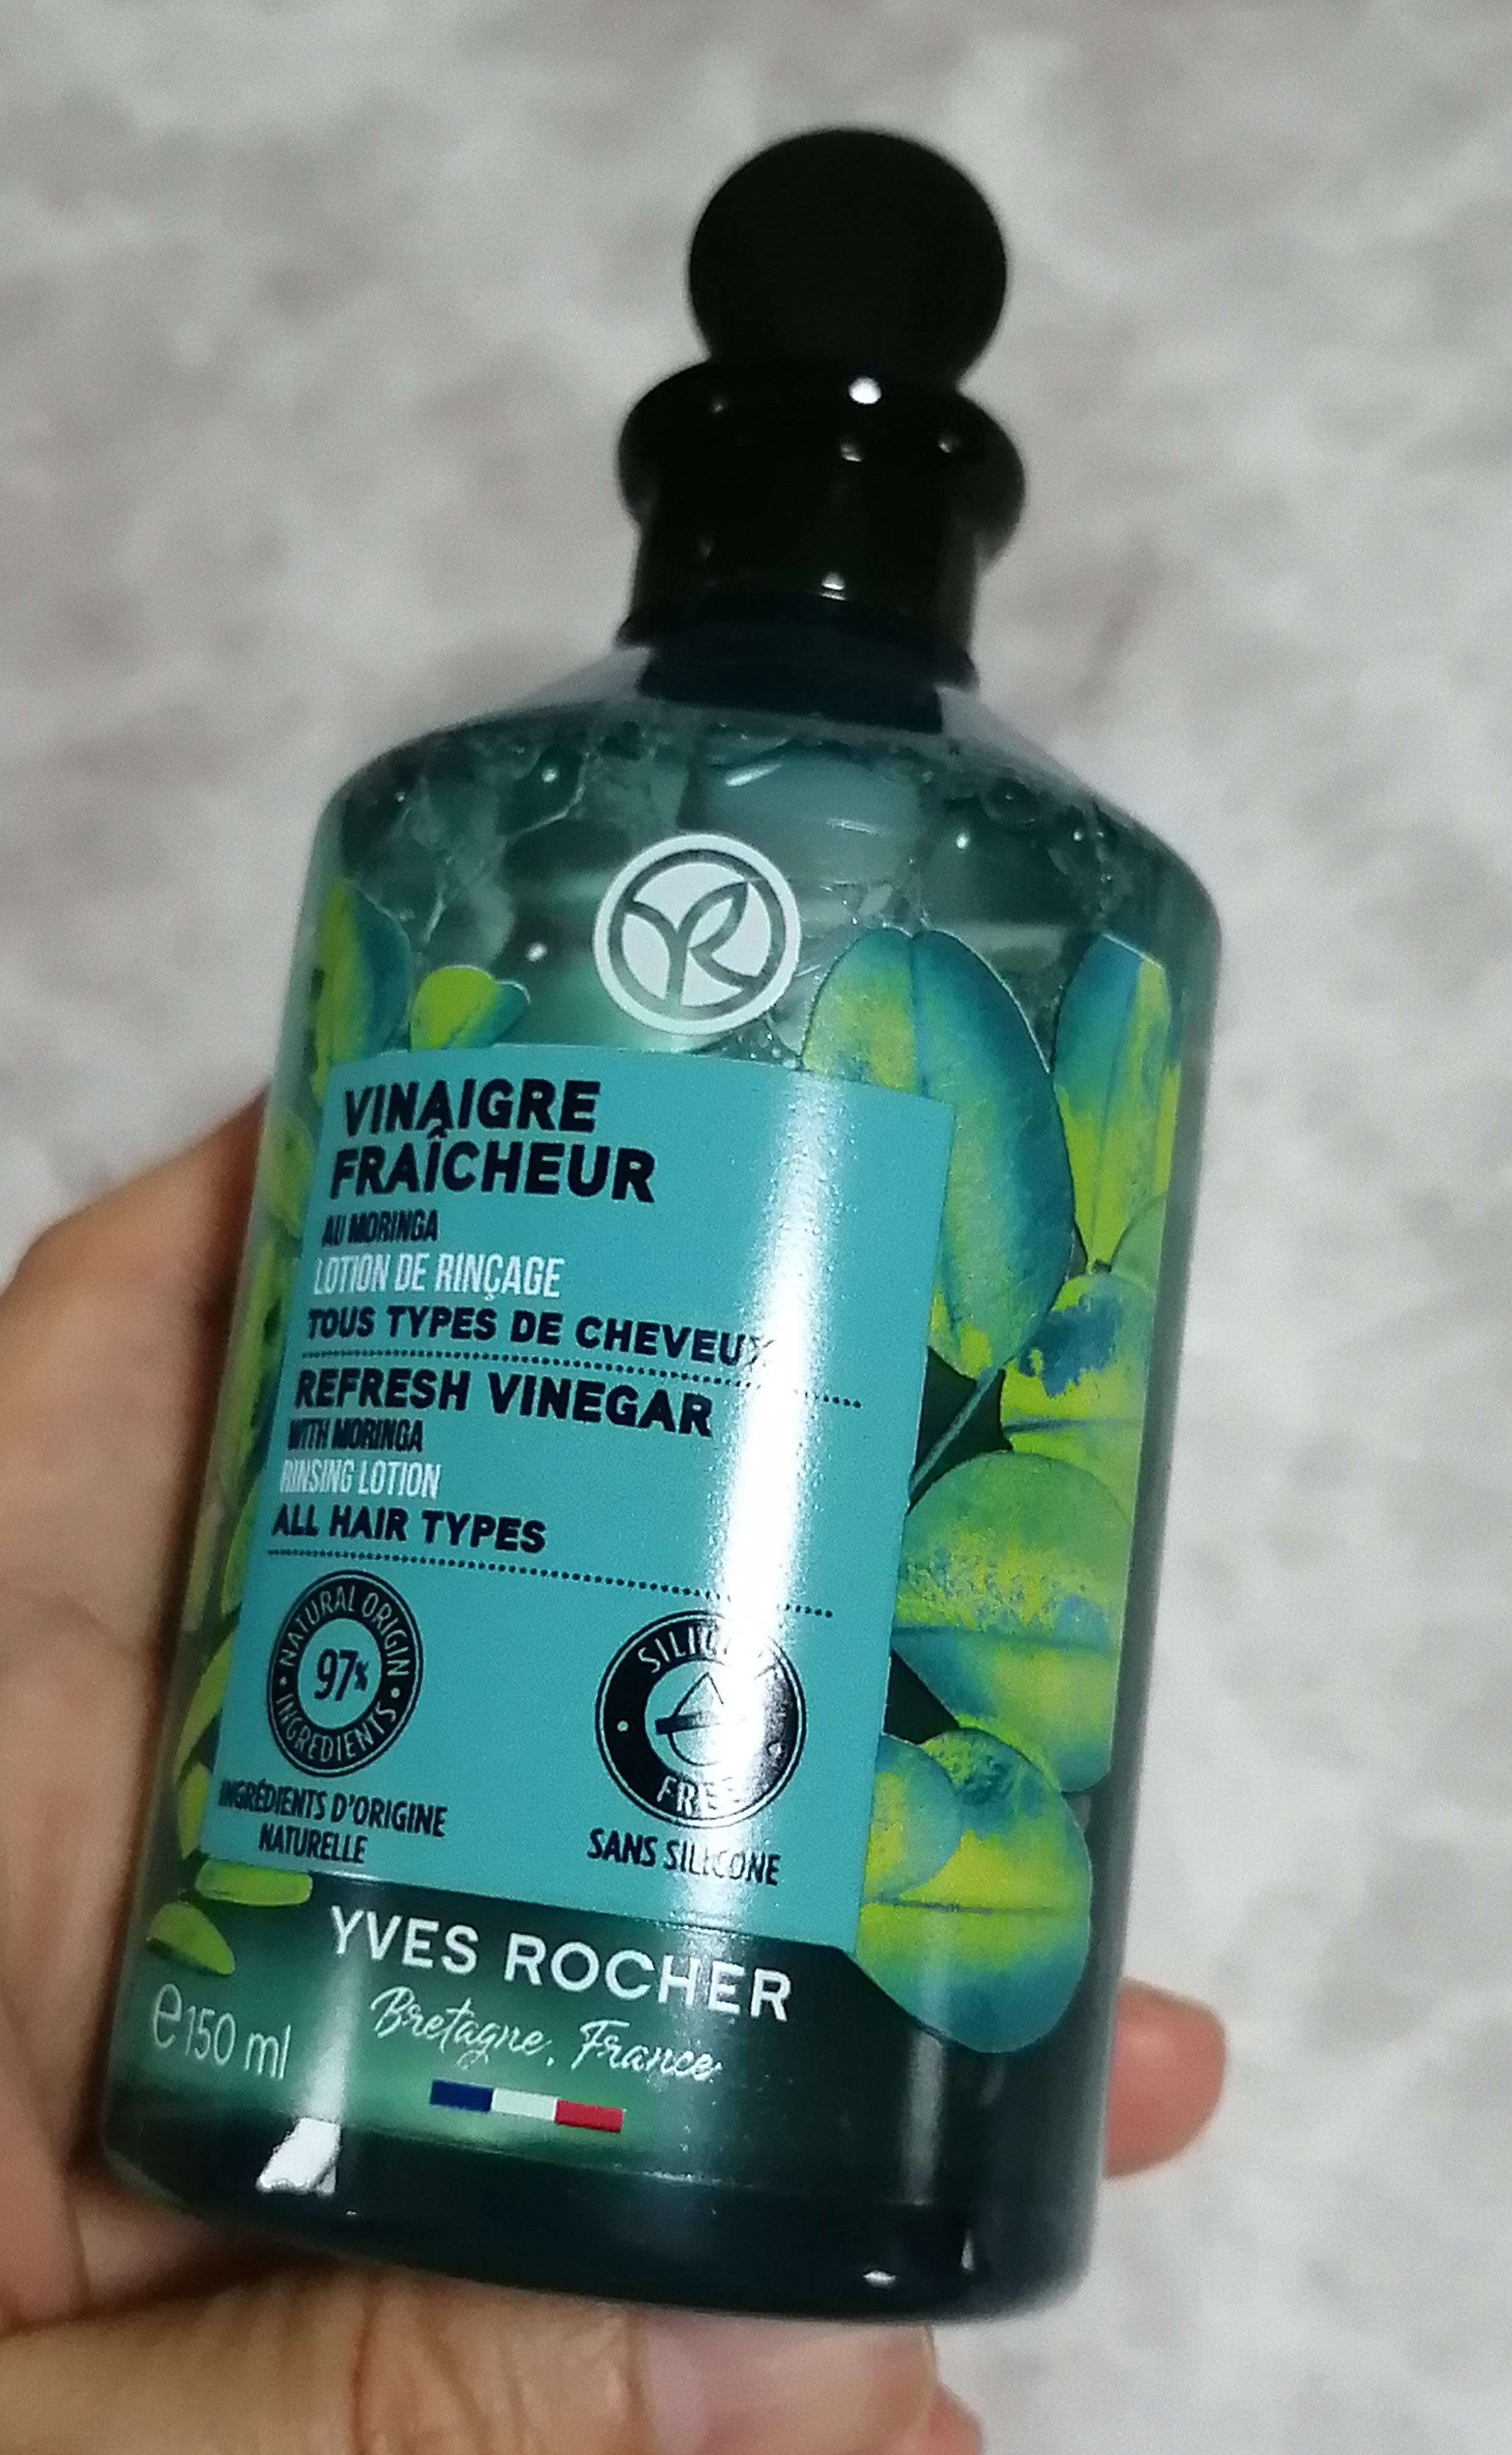 VINAIGRE
FRAÎCHEUR
AU MORINGA
LOTION DE RINÇAGE
TOUS TYPES DE CHEVEUX
REFRESH VINEGAR
WITH MORINGA
RINSING LOTION
ALL HAIR TYPES
NATURAL ORIGIN
97%
INGREDIENTS
INGRÉDIENTS D'ORIGINE
NATURELLE
SILICONE
FREE
SANS SILICONE
YVES ROCHER
Bretagne, France
e 150 ml